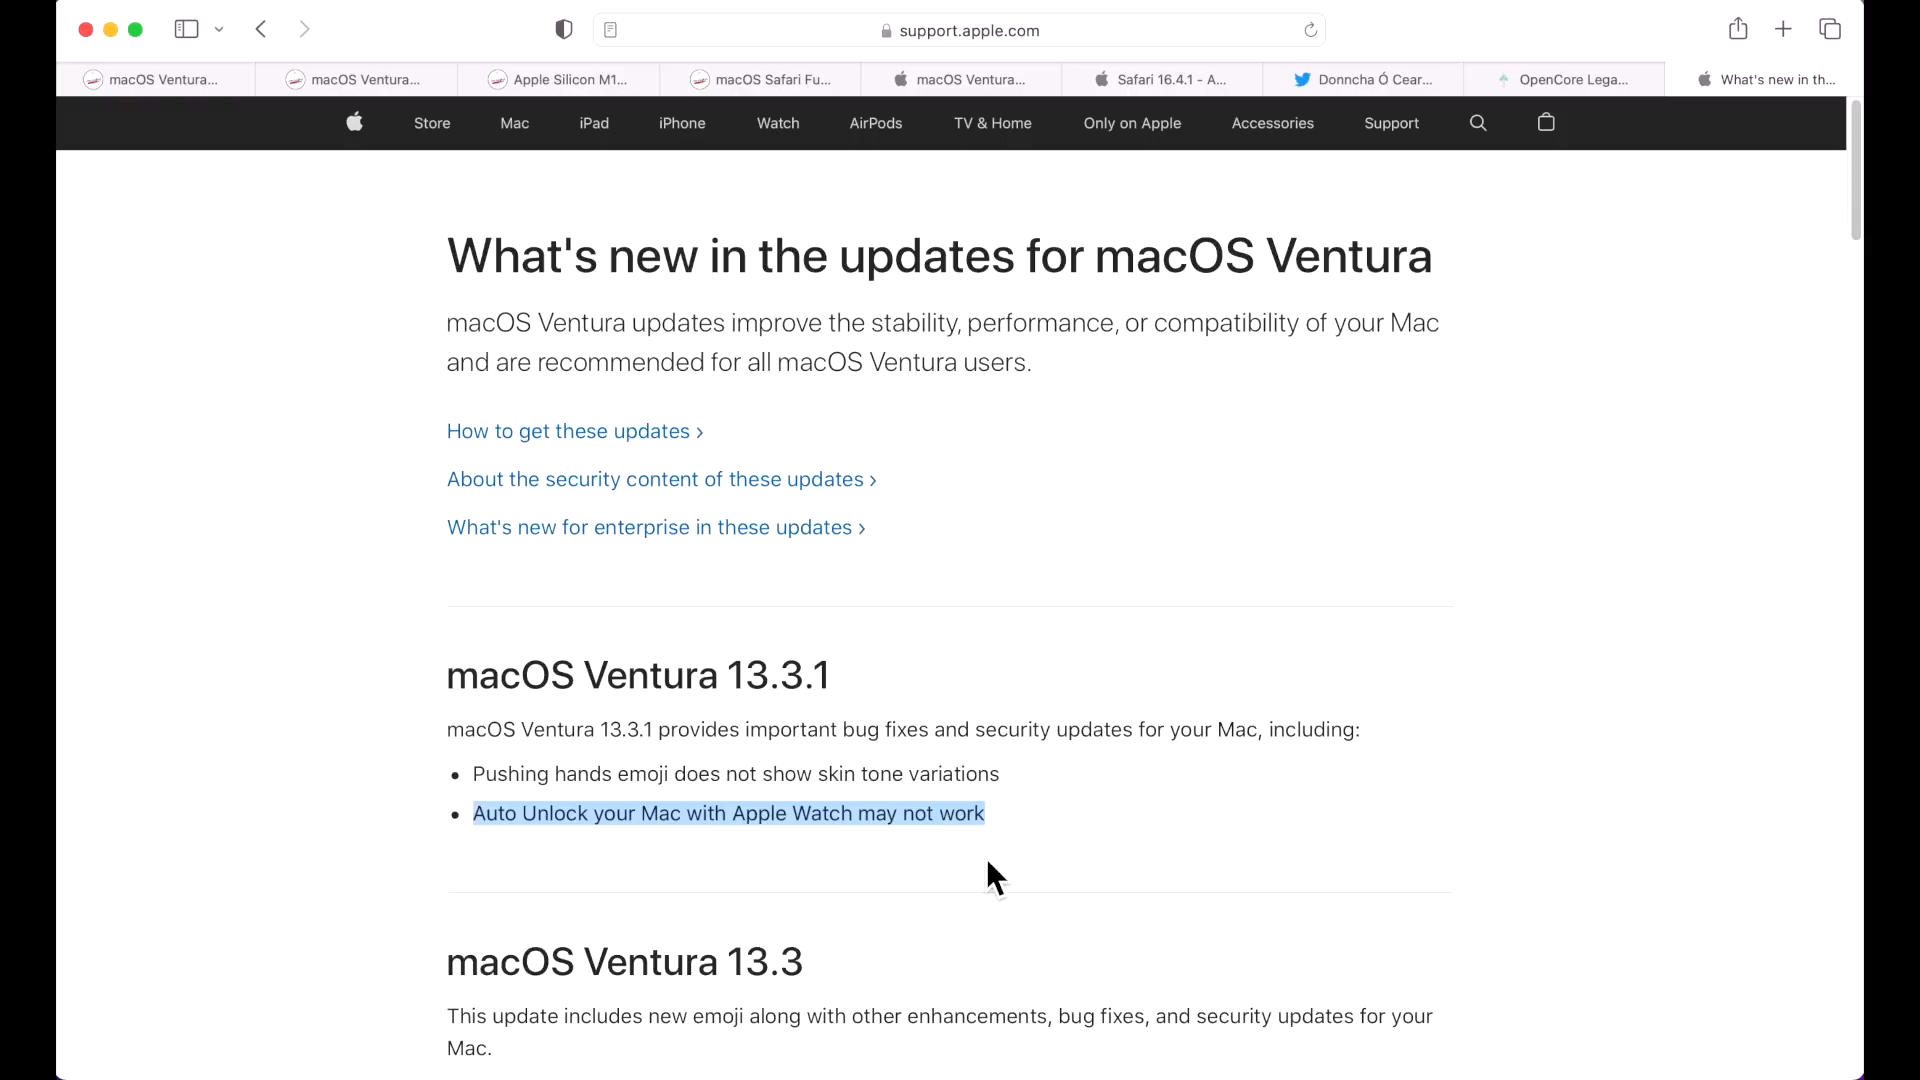 support.apple.com
macOS Ventura...
macOS Ventura...
Apple Silicon M1...
macOS Safari Fu...
macOS Ventura...
Safari 16.4.1 - A...
Donncha Ó Cear...
OpenCore Lega...
What's new in th...
Store
Mac
iPad
iPhone
Watch
AirPods
TV & Home
Only on Apple
Accessories
Support
What's new in the updates for macOS Ventura
macOS Ventura updates improve the stability, performance, or compatibility of your Mac
and are recommended for all macOS Ventura users.
How to get these updates ›
About the security content of these updates ›
What's new for enterprise in these updates ›
macOS Ventura 13.3.1
macOS Ventura 13.3.1 provides important bug fixes and security updates for your Mac, including:
• Pushing hands emoji does not show skin tone variations
• Auto Unlock your Mac with Apple Watch may not work
macOS Ventura 13.3
This update includes new emoji along with other enhancements, bug fixes, and security updates for your
Mac.